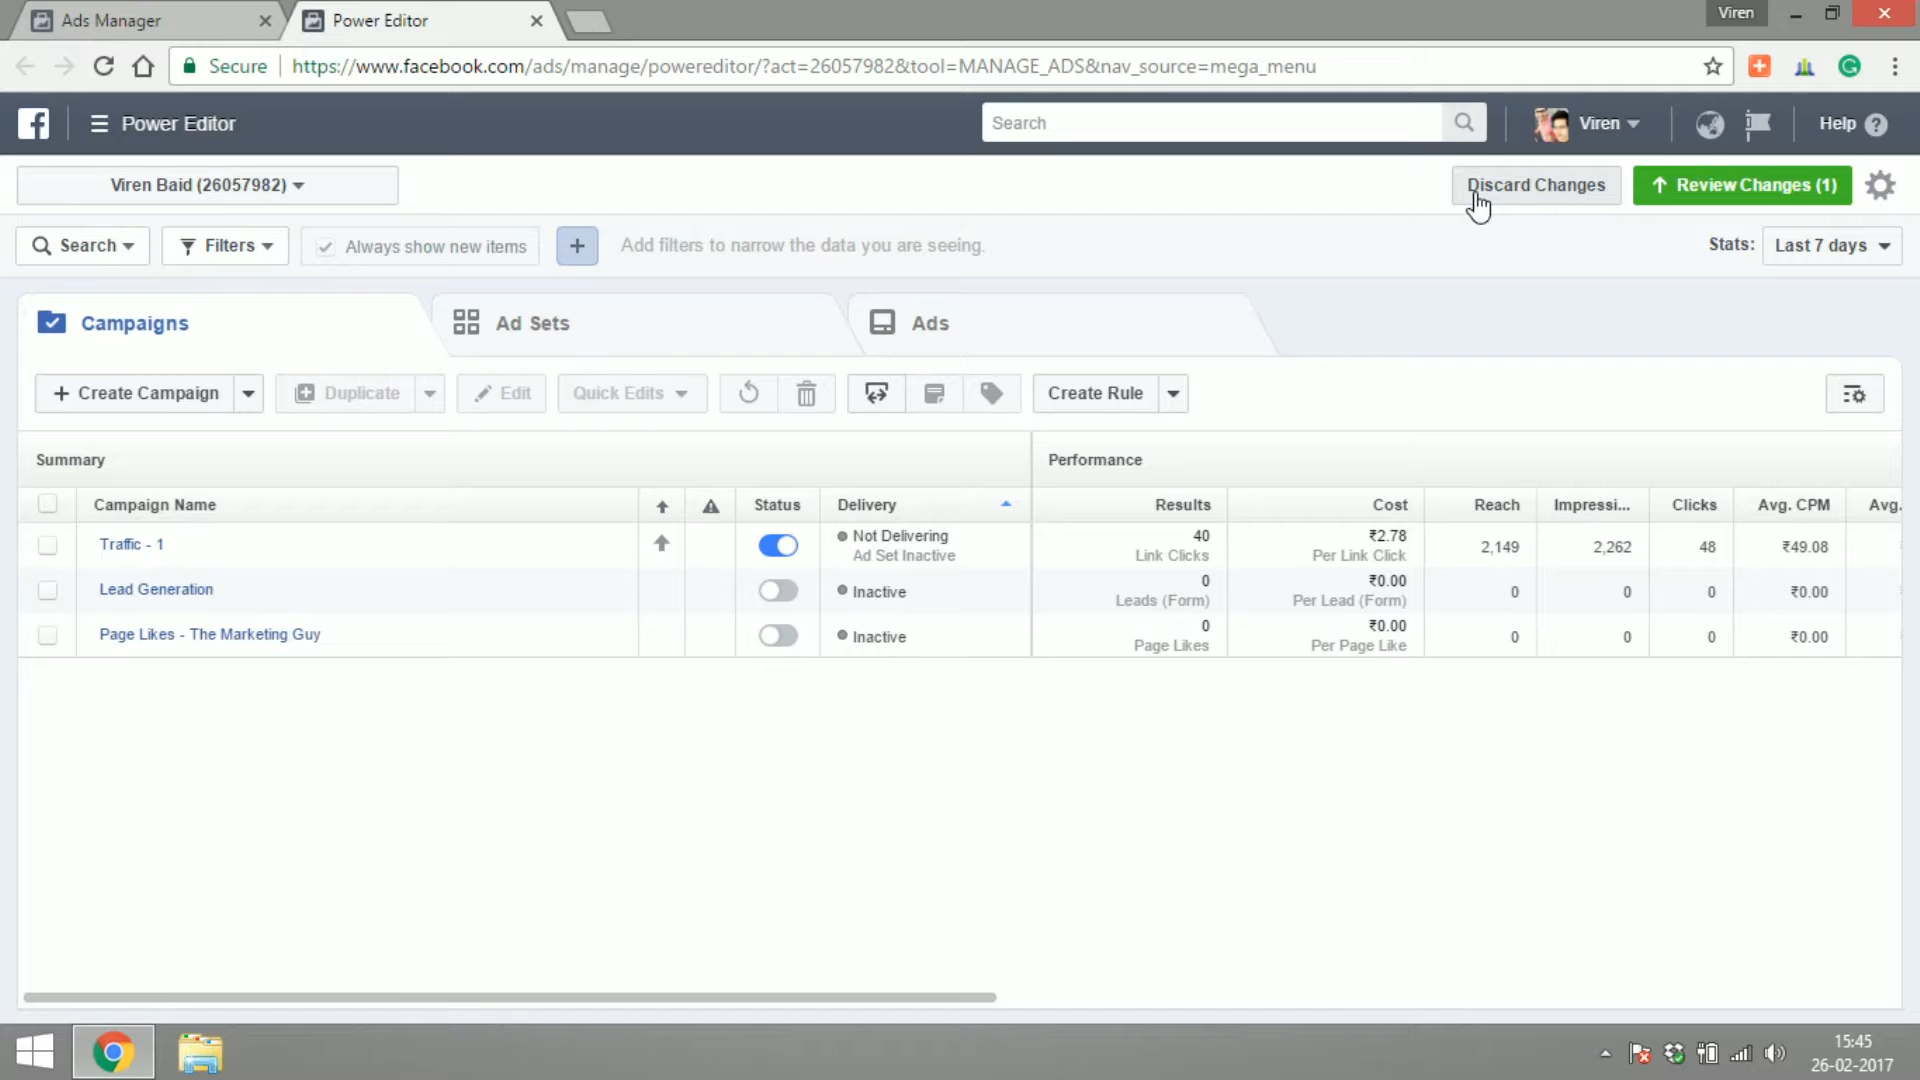 Ads Manager
Power Editor
Viren
Secure https://www.facebook.com/ads/manage/powereditor/?act=26057982&tool=MANAGE_ADS&nav_source=mega_menu
Power Editor
Search
Viren
Help
Viren Baid (26057982)
Discard Changes
Review Changes (1)
Search
Filters
Always show new items
Add filters to narrow the data you are seeing.
Stats:
Last 7 days
Campaigns
Ad Sets
Ads
+ Create Campaign
Duplicate
Edit
Quick Edits
Create Rule
Summary
Performance
Campaign Name
Status
Delivery
Results
Cost
Reach
Impressi...
Clicks
Avg. CPM
Avg.
Traffic - 1
Not Delivering
Ad Set Inactive
40
Link Clicks
₹2.78
Per Link Click
2,149
2,262
48
₹49.08
Lead Generation
Inactive
0
Leads (Form)
₹0.00
Per Lead (Form)
0
0
0
₹0.00
Page Likes - The Marketing Guy
Inactive
0
Page Likes
₹0.00
Per Page Like
0
0
0
₹0.00
15:45
26-02-2017